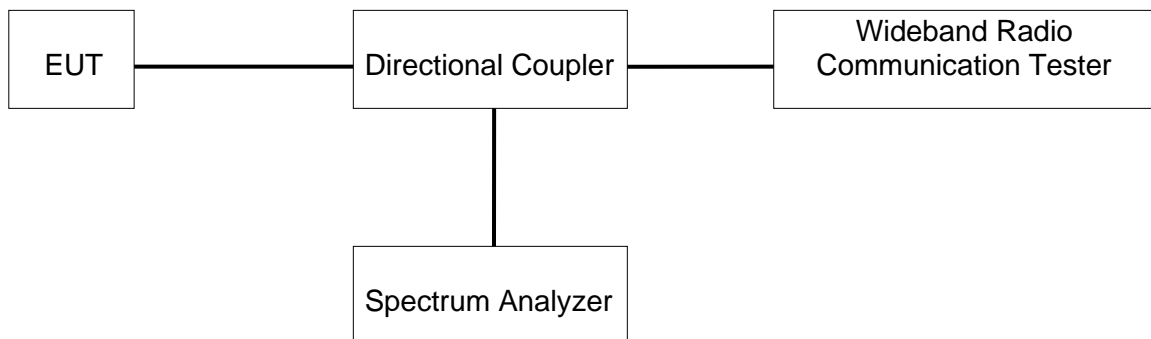 EUT
Directional Coupler
Wideband Radio
Communication Tester
Spectrum Analyzer